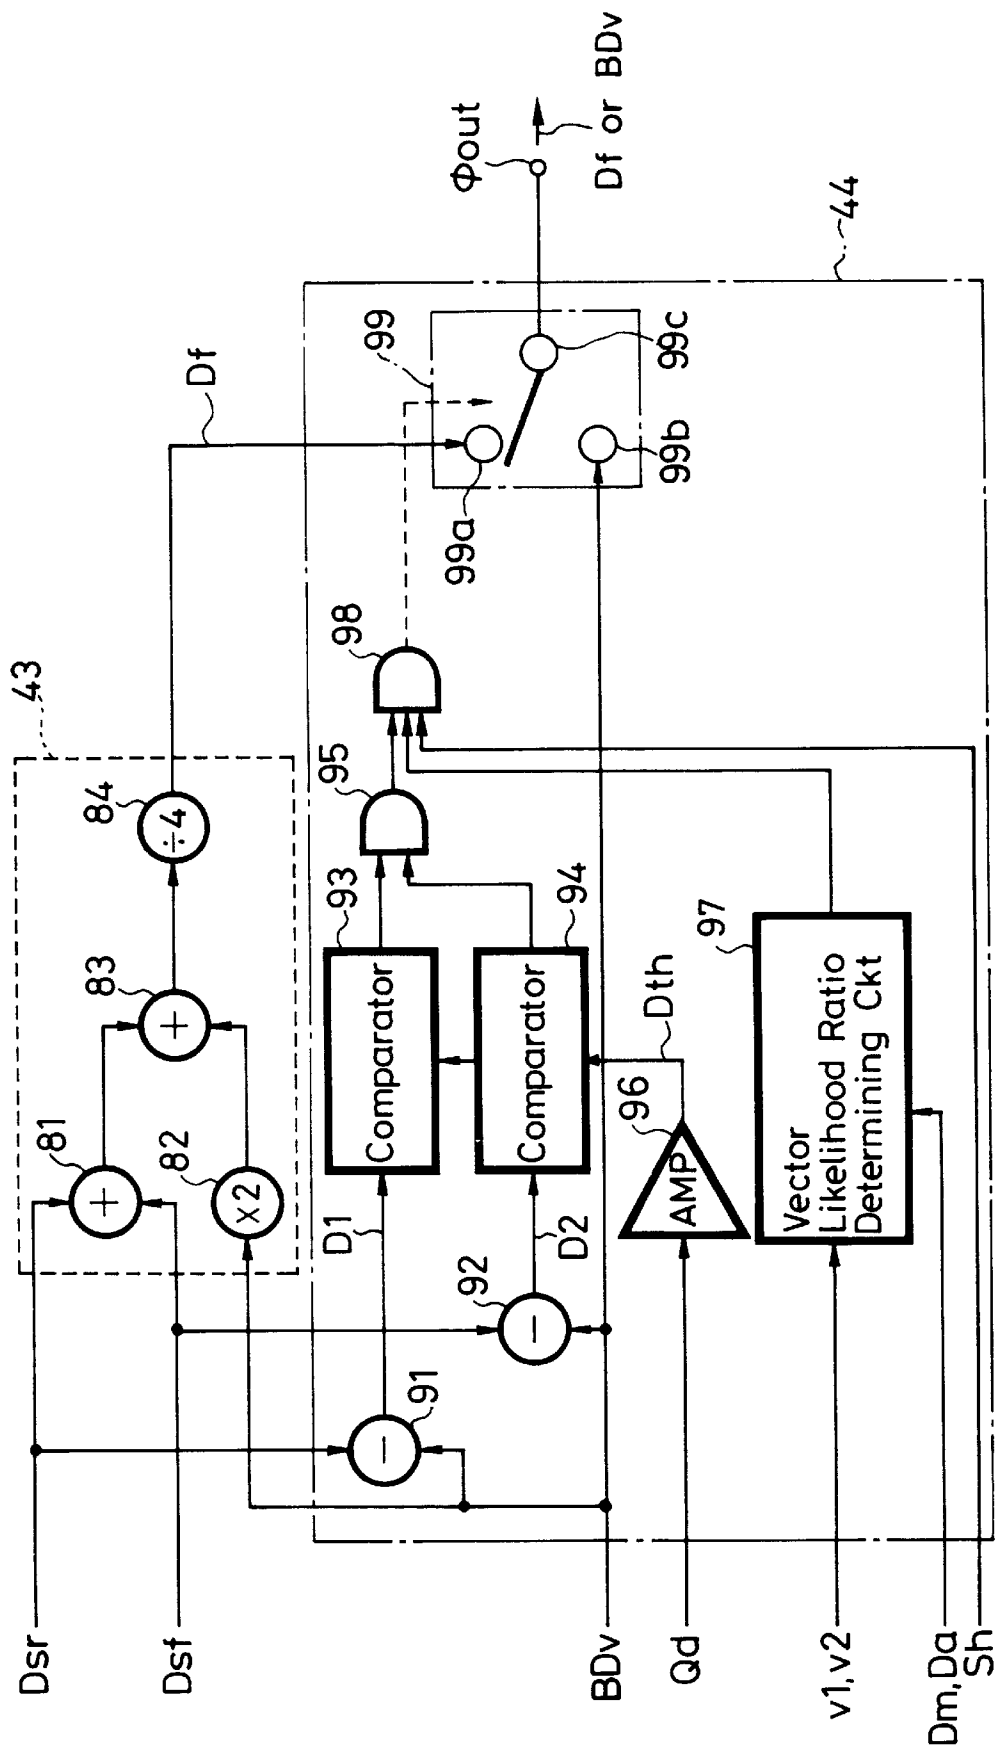 43
81
+
82
×2
83
+
84
÷4
Df
Dsr
Dsf
BDv
Qd
v1,v2
Dm,Da
Sh
91
−
92
−
D1
D2
93
Comparator
94
Comparator
95
98
Dth
96
AMP
97
Vector
Likelihood Ratio
Determining Ckt
99
99a
99b
99c
Φout
Df or BDv
44